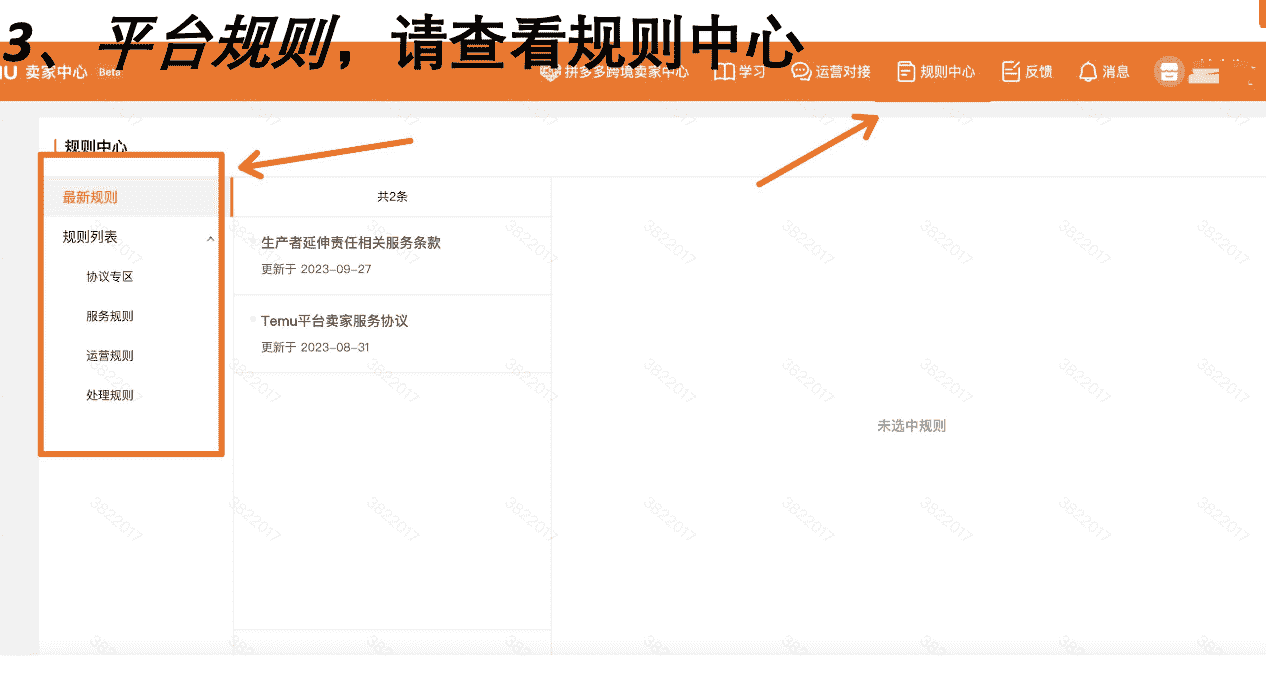 3、平台规则，请查看规则中心
卖家中心 Beta
拼多多跨境卖家中心 学习 运营对接 规则中心 反馈 消息
规则中心
最新规则
规则列表
协议专区
服务规则
运营规则
处理规则
共2条
生产者延伸责任相关服务条款
更新于 2023-09-27
Temu平台卖家服务协议
更新于 2023-08-31
未选中规则
3822017